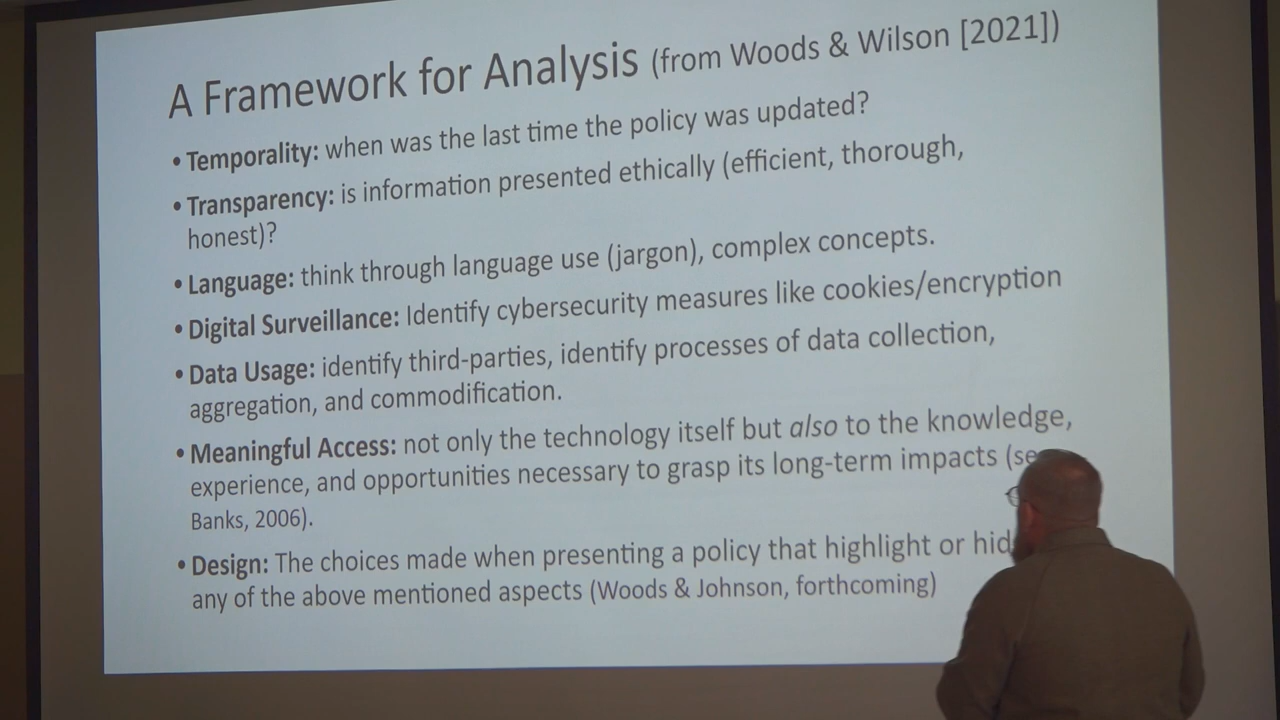 A Framework for Analysis (from Woods & Wilson [2021])
• Temporality: when was the last time the policy was updated?
• Transparency: is information presented ethically (efficient, thorough,
honest)?
• Language: think through language use (jargon), complex concepts.
• Digital Surveillance: Identify cybersecurity measures like cookies/encryption
• Data Usage: identify third-parties, identify processes of data collection,
aggregation, and commodification.
• Meaningful Access: not only the technology itself but also to the knowledge,
experience, and opportunities necessary to grasp its long-term impacts
Banks, 2006).
• Design: The choices made when presenting a policy that highlight or
any of the above mentioned aspects (Woods & Johnson, forthcoming)